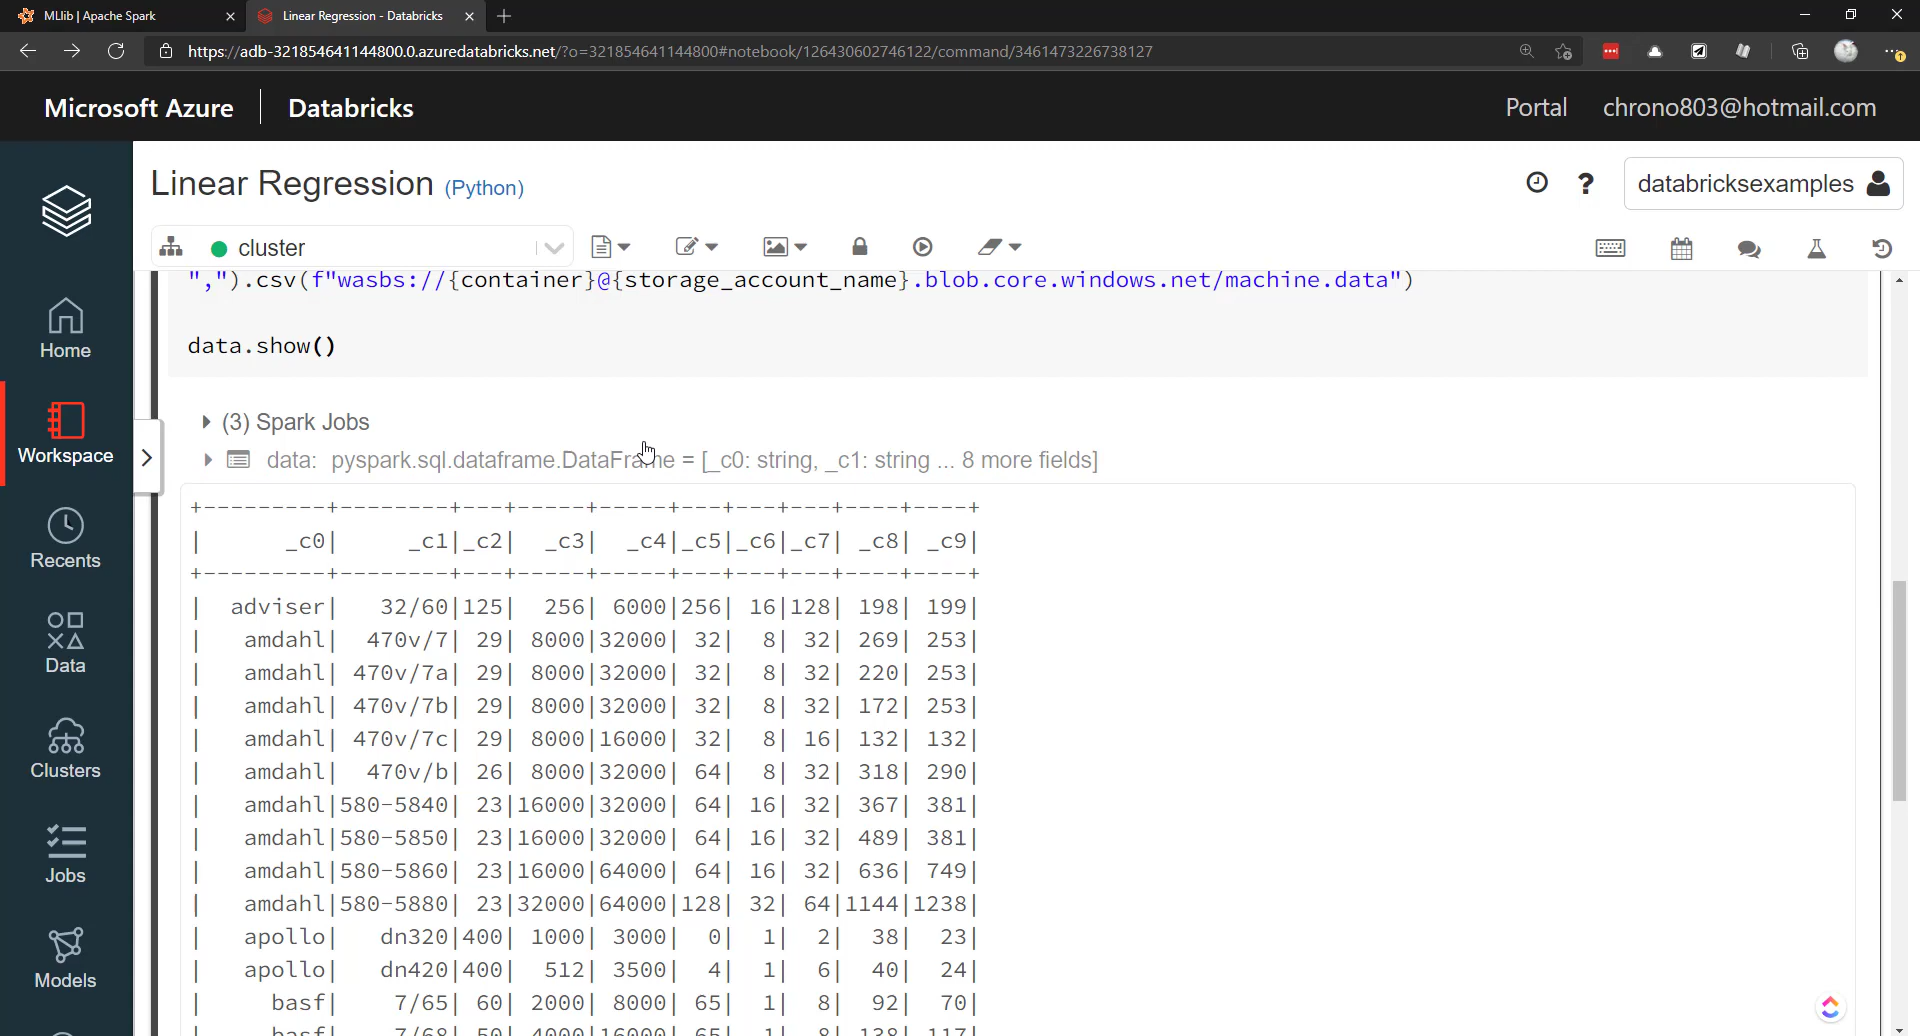 MLlib | Apache Spark
Linear Regression - Databricks
https://adb-321854641144800.0.azuredatabricks.net/?o=321854641144800#notebook/126430602746122/command/3461473226738127
Microsoft Azure | Databricks
Portal
chrono803@hotmail.com
Linear Regression (Python)
? databricksexamples
cluster
",").csv(f"wasbs://{container}@{storage_account_name}.blob.core.windows.net/machine.data")
data.show()
(3) Spark Jobs
data: pyspark.sql.dataframe.DataFrame = [_c0: string, _c1: string ... 8 more fields]
+---------+--------+---+-----+-----+---+---+---+----+----+
|      _c0|     _c1|_c2|  _c3|  _c4|_c5|_c6|_c7| _c8| _c9|
+---------+--------+---+-----+-----+---+---+---+----+----+
|  adviser|   32/60|125|  256| 6000|256| 16|128| 198| 199|
|   amdahl|  470v/7| 29| 8000|32000| 32|  8| 32| 269| 253|
|   amdahl| 470v/7a| 29| 8000|32000| 32|  8| 32| 220| 253|
|   amdahl| 470v/7b| 29| 8000|32000| 32|  8| 32| 172| 253|
|   amdahl| 470v/7c| 29| 8000|16000| 32|  8| 16| 132| 132|
|   amdahl|  470v/b| 26| 8000|32000| 64|  8| 32| 318| 290|
|   amdahl|580-5840| 23|16000|32000| 64| 16| 32| 367| 381|
|   amdahl|580-5850| 23|16000|32000| 64| 16| 32| 489| 381|
|   amdahl|580-5860| 23|16000|64000| 64| 16| 32| 636| 749|
|   amdahl|580-5880| 23|32000|64000|128| 32| 64|1144|1238|
|   apollo|   dn320|400| 1000| 3000|  0|  1|  2|  38|  23|
|   apollo|   dn420|400|  512| 3500|  4|  1|  6|  40|  24|
|     basf|    7/65| 60| 2000| 8000| 65|  1|  8|  92|  70|
|     basf|    7/68| 50| 4000|16000| 65|  1|  8| 138| 117|
Home
Workspace
Recents
Data
Clusters
Jobs
Models